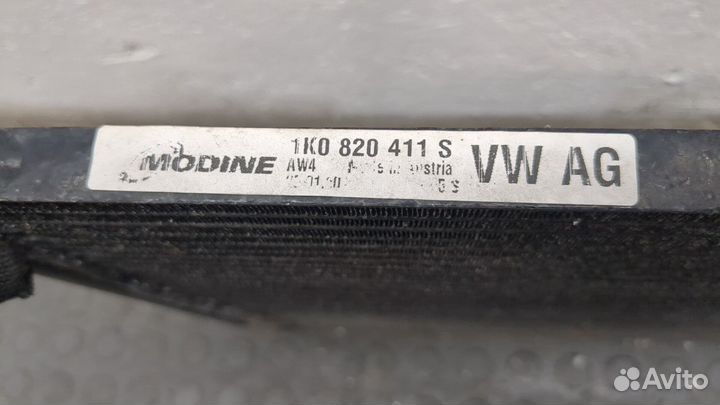 MODINE
1K0 820 411 S
AW4
VW AG
Avito